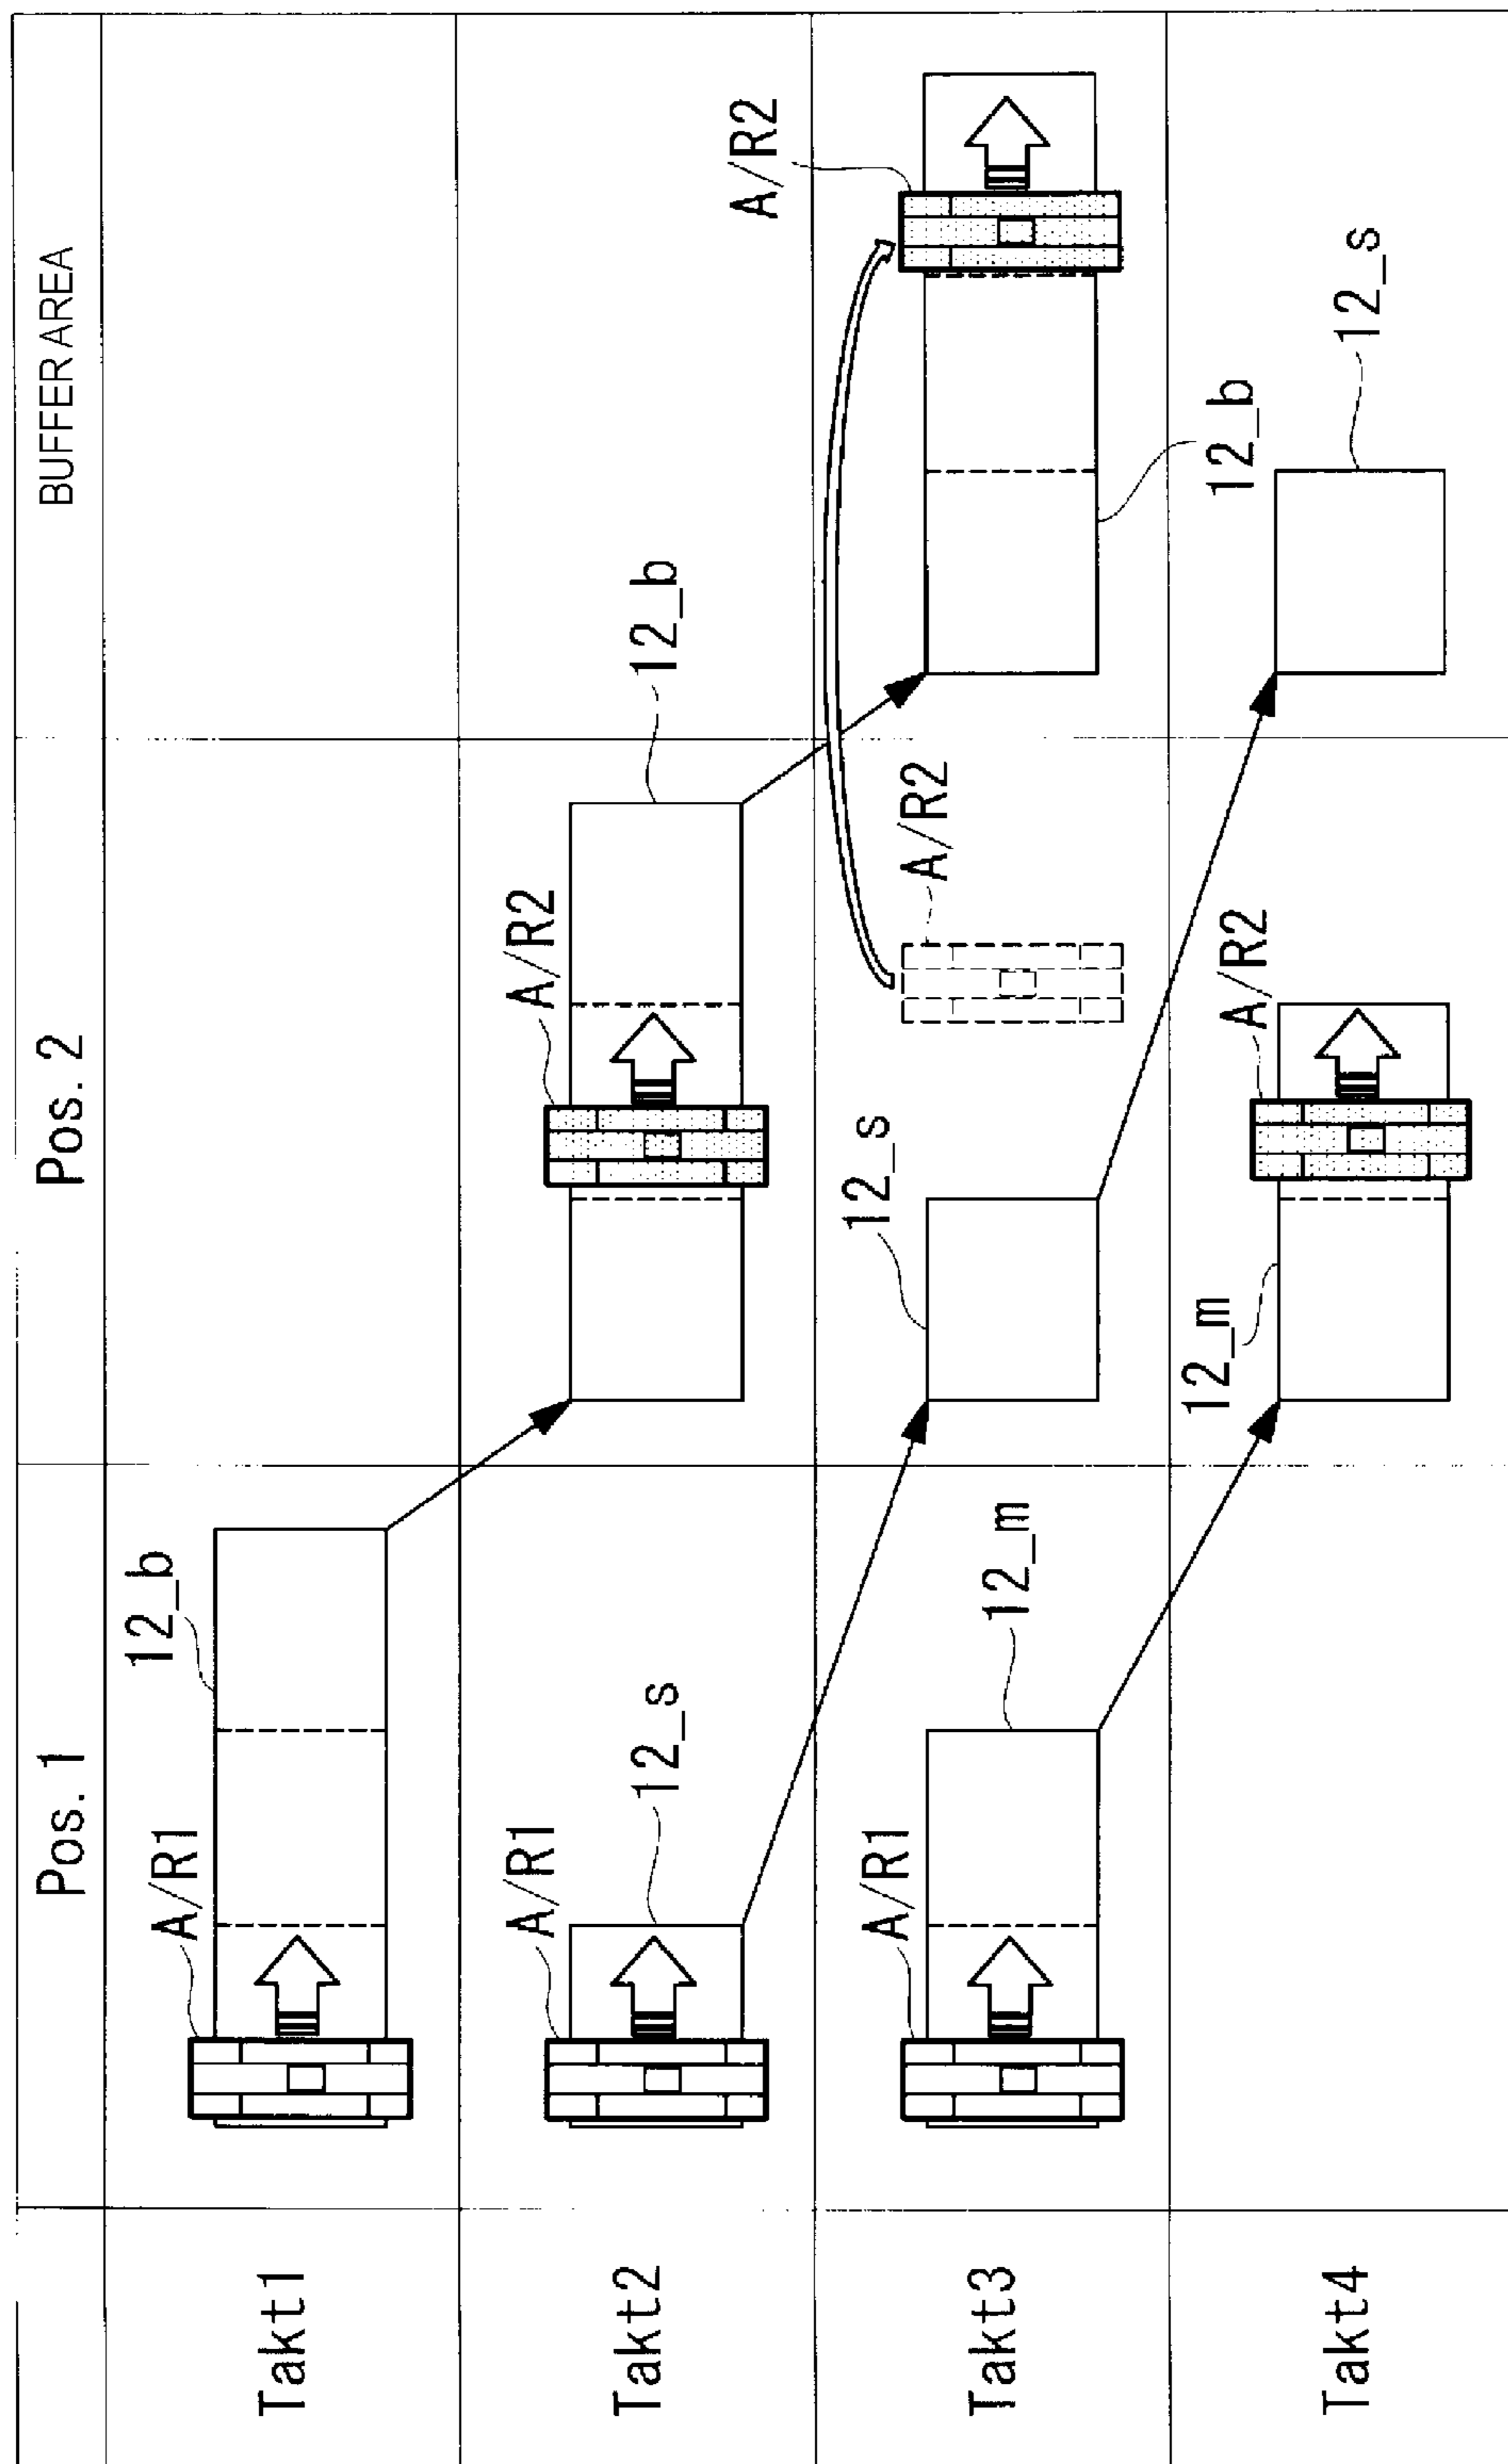 Pos. 1
Pos. 2
BUFFER AREA
Takt1
A/R1
12_b
Takt2
A/R1
12_s
A/R2
12_b
Takt3
A/R1
12_m
12_s
A/R2
A/R2
12_b
Takt4
12_m
A/R2
12_s